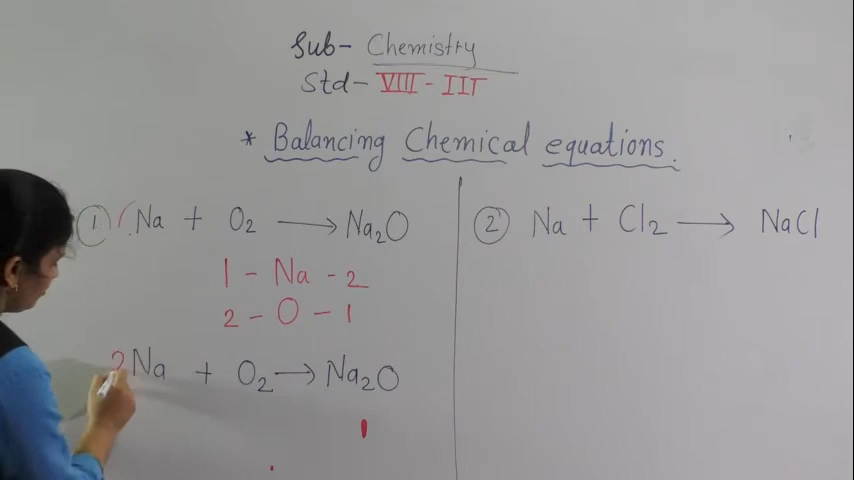 Sub- Chemistry
Std- VIII - IIT
* Balancing Chemical equations.
① Na + O₂ ⟶ Na₂O
1 - Na - 2
2 - O - 1
2Na + O₂ ⟶ Na₂O
② Na + Cl₂ ⟶ NaCl